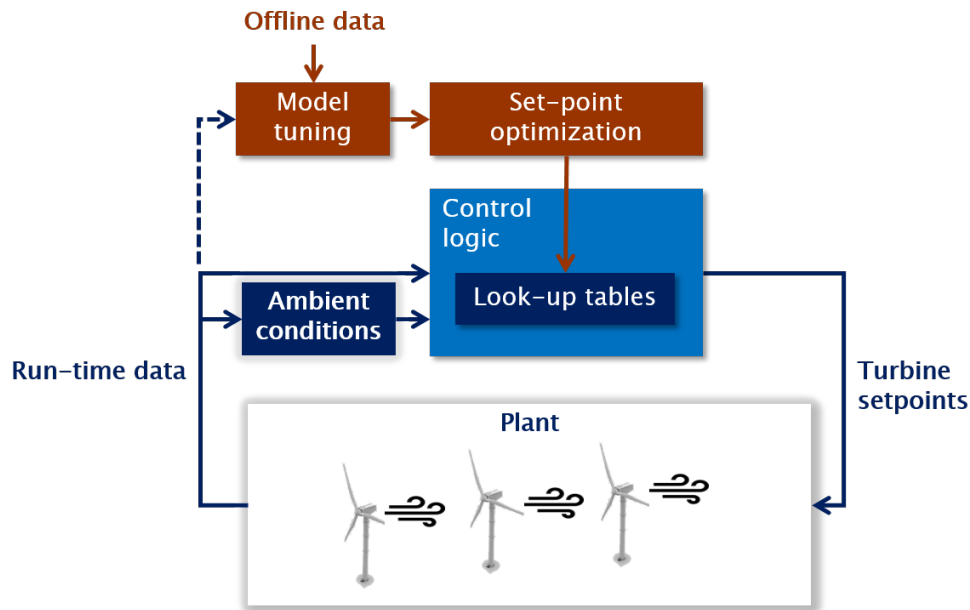 Offline data
Model
tuning
Set-point
optimization
Control
logic
Look-up tables
Ambient
conditions
Run-time data
Turbine
setpoints
Plant